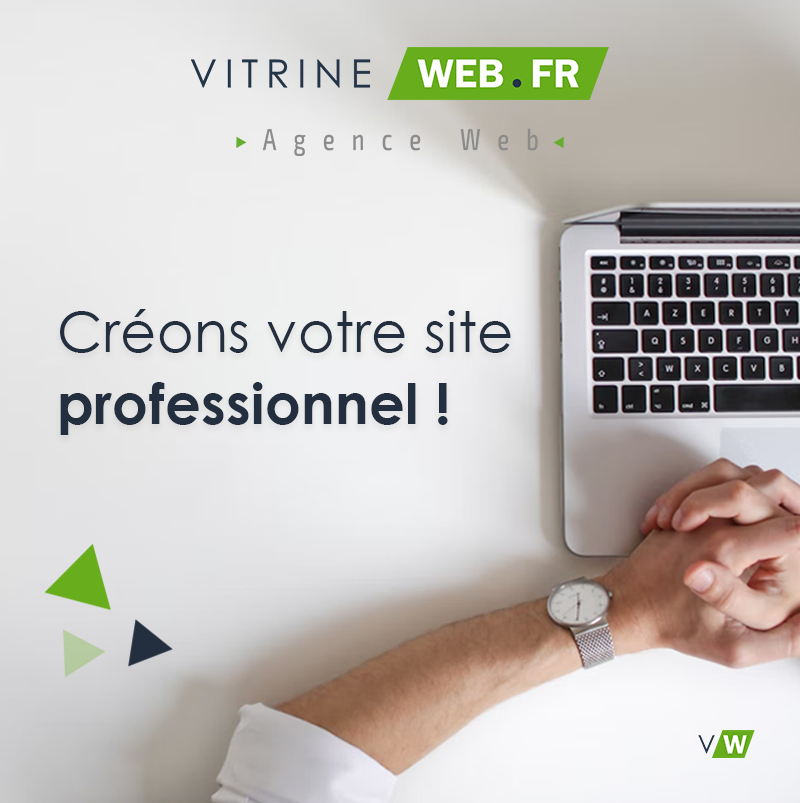 VITRINE WEB.FR
Agence Web
Créons votre site
professionnel !
VW